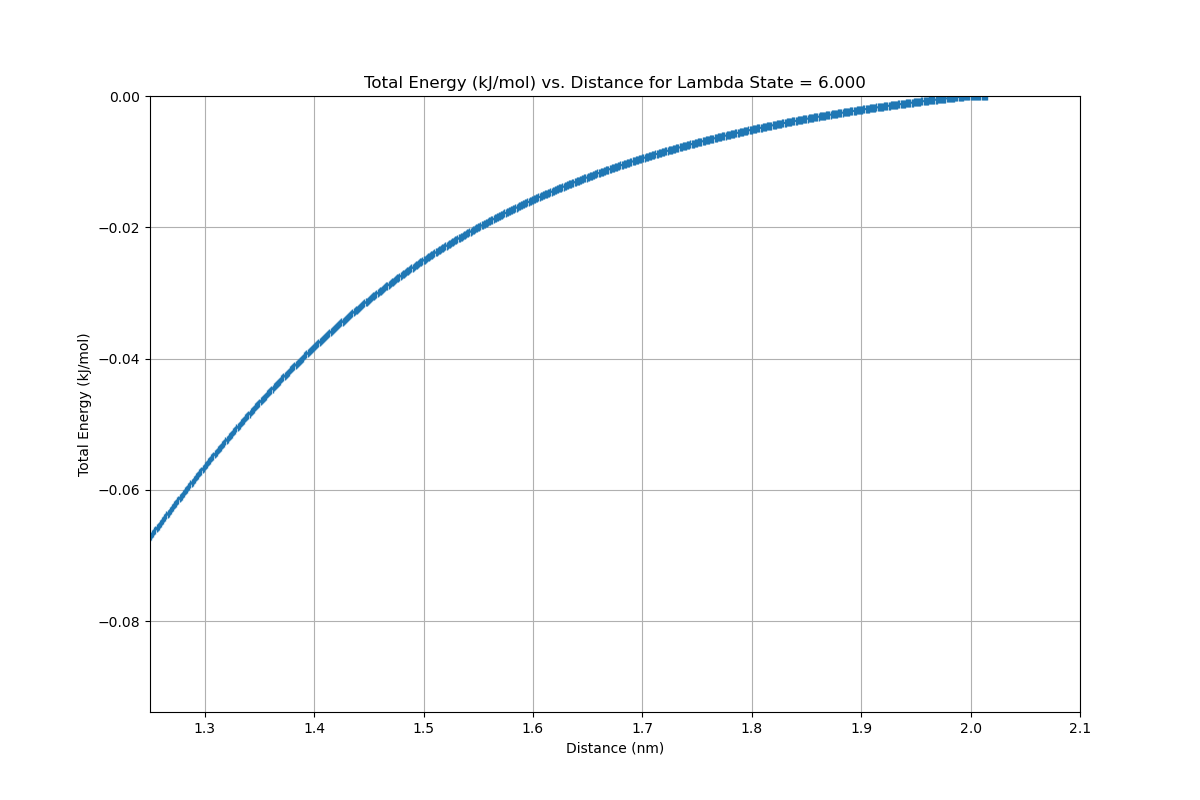 Total Energy (kJ/mol) vs. Distance for Lambda State = 6.000
0.00
−0.02
−0.04
−0.06
−0.08
Total Energy (kJ/mol)
1.3 1.4 1.5 1.6 1.7 1.8 1.9 2.0 2.1
Distance (nm)